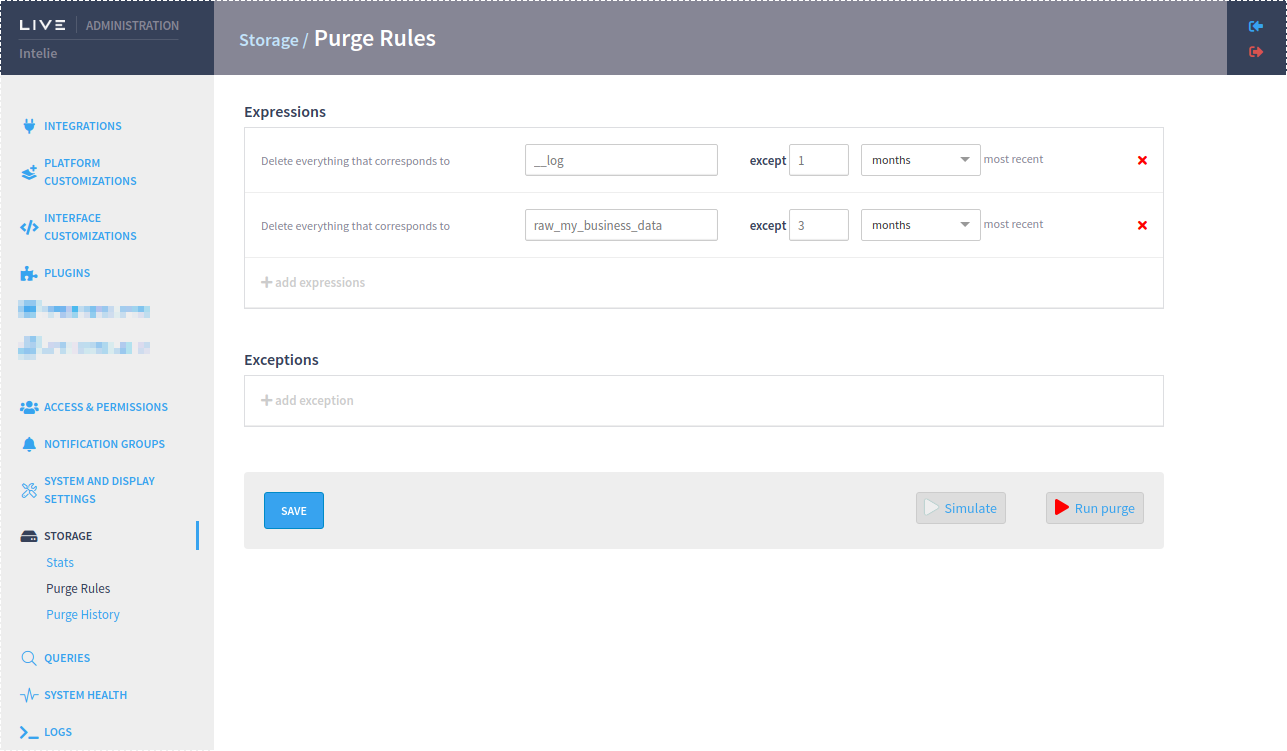 LIVE ADMINISTRATION
Intelie
Storage / Purge Rules
INTEGRATIONS
PLATFORM
CUSTOMIZATIONS
INTERFACE
CUSTOMIZATIONS
PLUGINS
ACCESS & PERMISSIONS
NOTIFICATION GROUPS
SYSTEM AND DISPLAY
SETTINGS
STORAGE
Stats
Purge Rules
Purge History
QUERIES
SYSTEM HEALTH
LOGS
Expressions
Delete everything that corresponds to __log except 1 months most recent
Delete everything that corresponds to raw_my_business_data except 3 months most recent
add expressions
Exceptions
add exception
SAVE Simulate Run purge